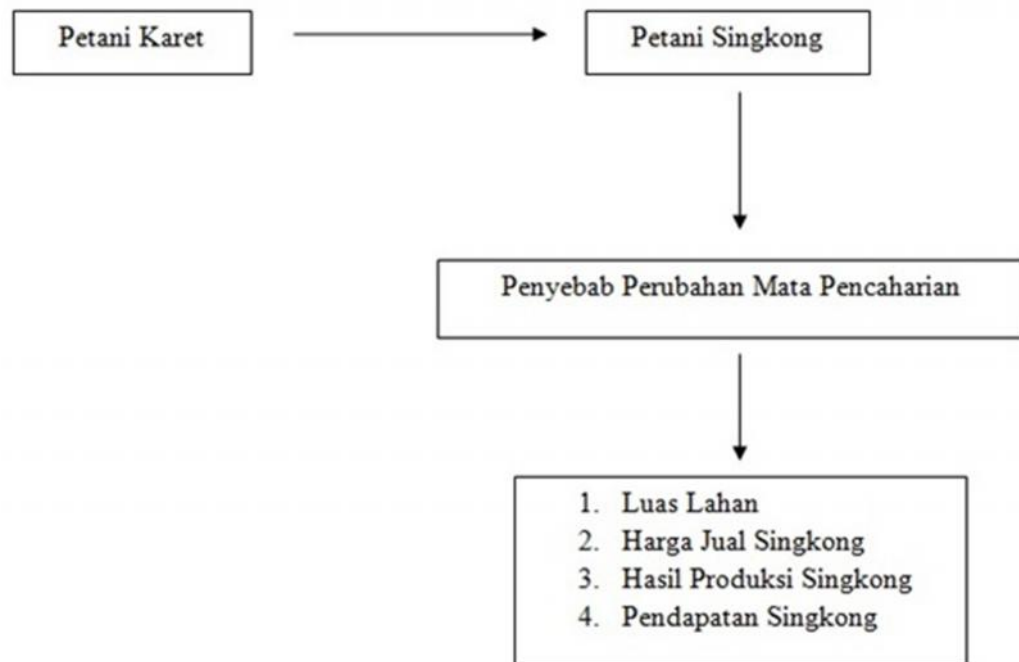 Petani Karet
Petani Singkong
Penyebab Perubahan Mata Pencaharian
1. Luas Lahan
2. Harga Jual Singkong
3. Hasil Produksi Singkong
4. Pendapatan Singkong